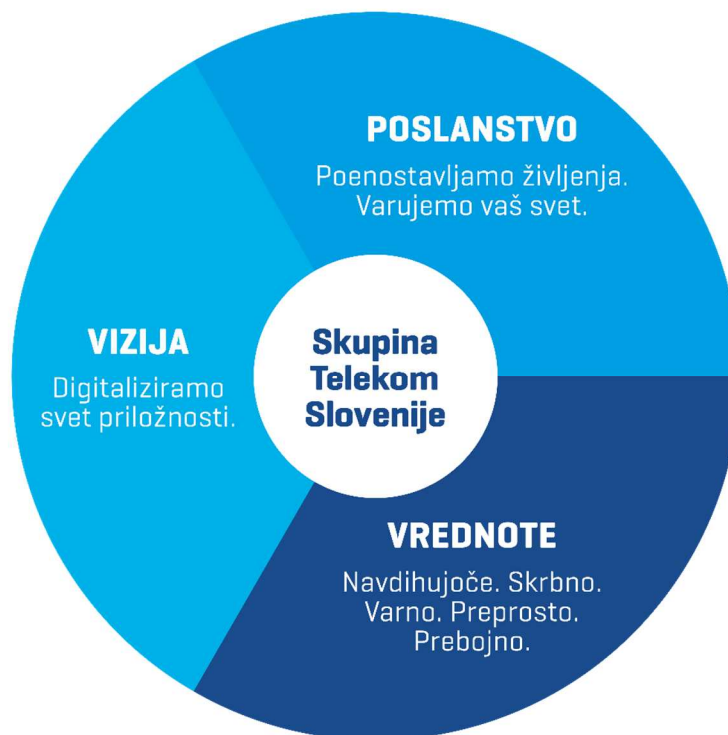 POSLANSTVO
Poenostavljamo življenja.
Varujemo vaš svet.
VIZIJA
Digitaliziramo
svet priložnosti.
Skupina
Telekom
Slovenije
VREDNOTE
Navdihujoče. Skrbno.
Varno. Preprosto.
Prebojno.